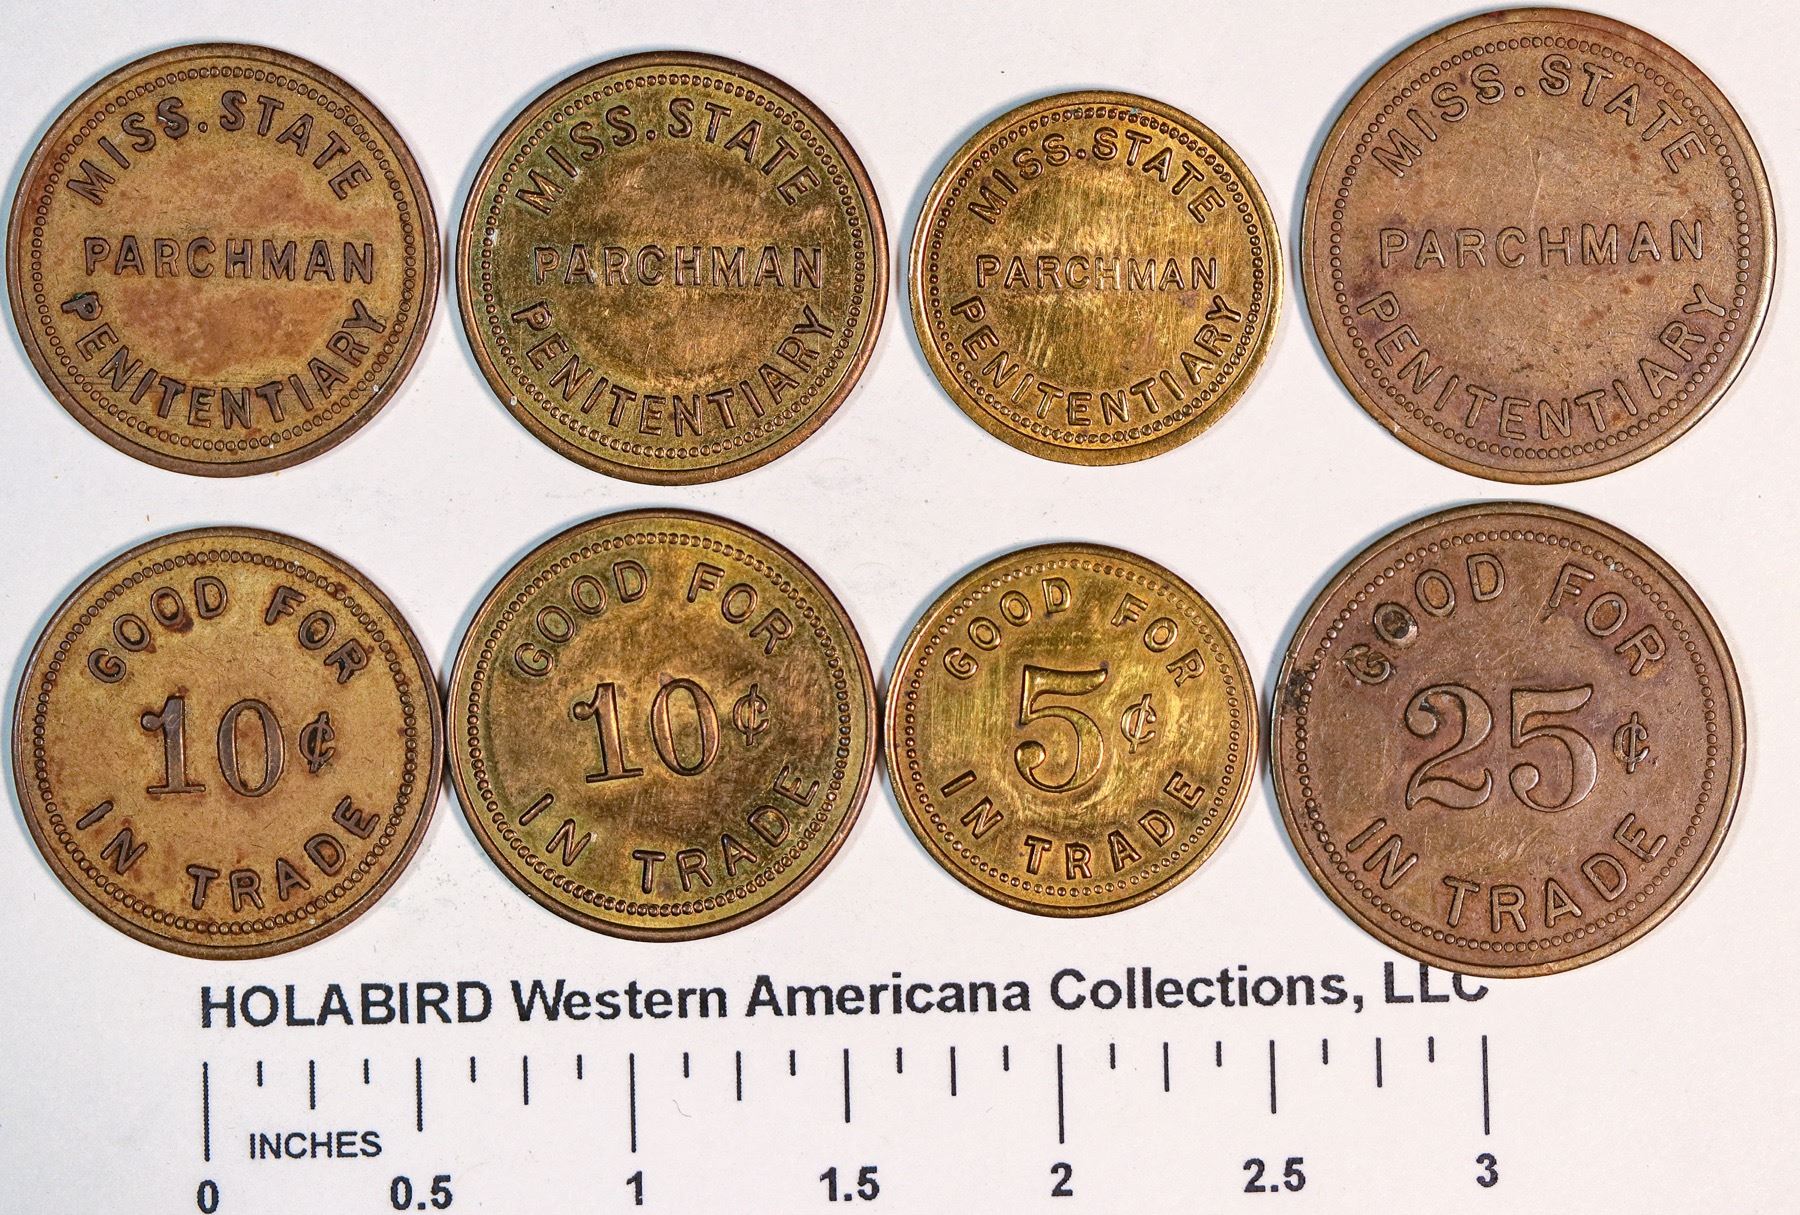 MISS. STATE
PARCHMAN
PENITENTIARY
MISS. STATE
PARCHMAN
PENITENTIARY
MISS. STATE
PARCHMAN
PENITENTIARY
MISS. STATE
PARCHMAN
PENITENTIARY
GOOD FOR
10¢
IN TRADE
GOOD FOR
10¢
IN TRADE
GOOD FOR
5¢
IN TRADE
GOOD FOR
25¢
IN TRADE
HOLABIRD Western Americana Collections, LLC
INCHES
0 0.5 1 1.5 2 2.5 3